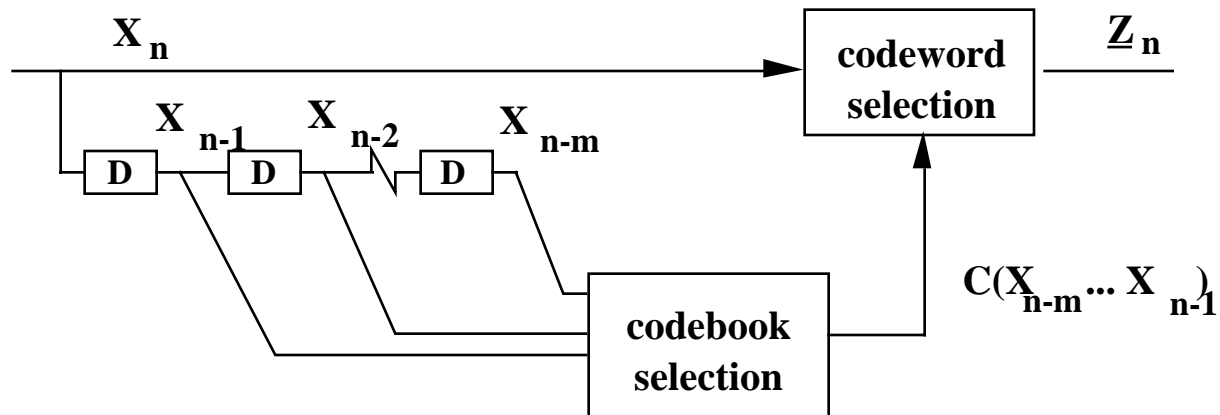 X n
codeword
selection
Z n
X n-1
X n-2
X n-m
D
D
D
C(X n-m ... X n-1)
codebook
selection